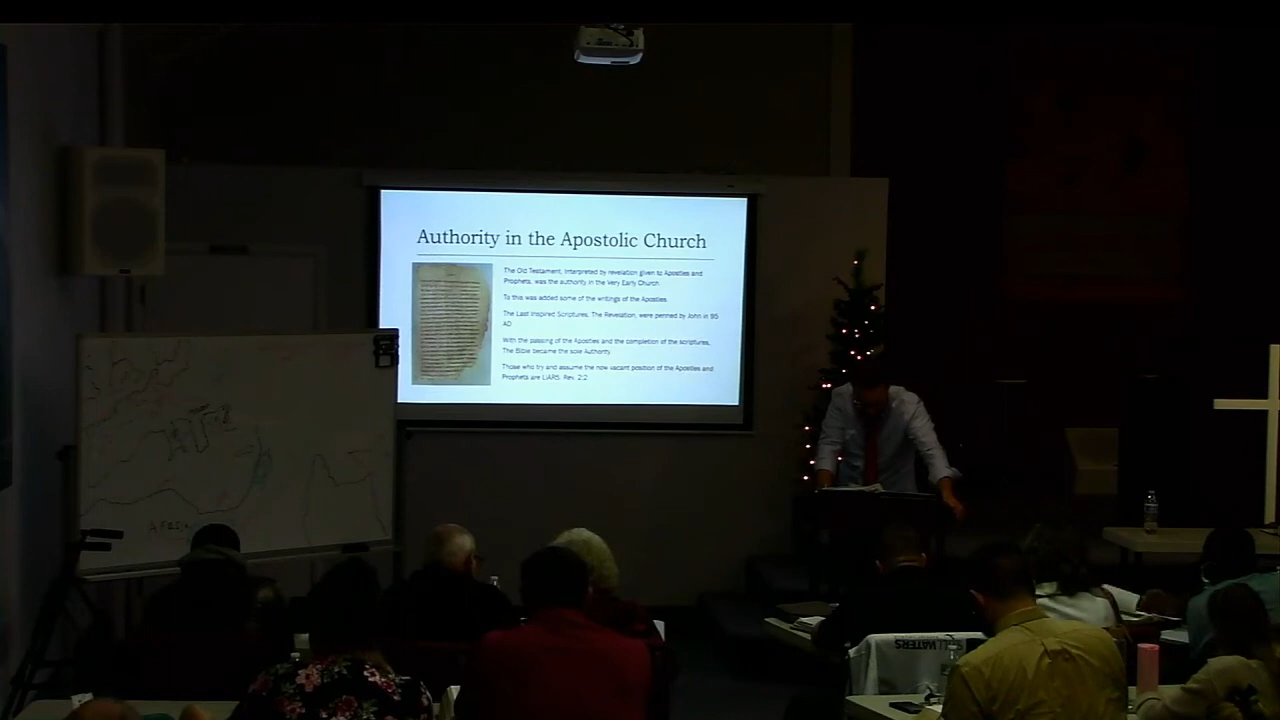 Authority in the Apostolic Church
The Old Testament, interpreted by revelation given to Apostles and
Prophets, was the authority in the Very Early Church
To this was added some of the writings of the Apostles.
The Last Inspired Scriptures, The Revelation, were penned by John in 95
AD
With the passing of the Apostles and the completion of the scriptures,
The Bible became the sole Authority
Those who try and assume the now vacant position of the Apostles and
Prophets are LIARS. Rev. 2:2
WATERS